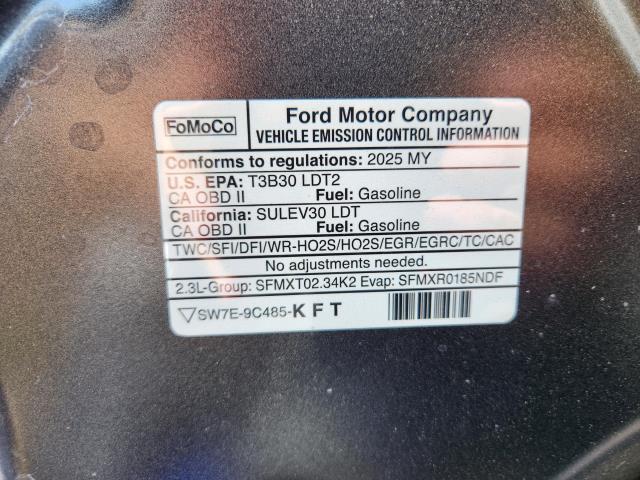 FoMoCo
Ford Motor Company
VEHICLE EMISSION CONTROL INFORMATION
Conforms to regulations: 2025 MY
U.S. EPA: T3B30 LDT2
CA OBD II Fuel: Gasoline
California: SULEV30 LDT
CA OBD II Fuel: Gasoline
TWC/SFI/DFI/WR-HO2S/HO2S/EGR/EGRC/TC/CAC
No adjustments needed.
2.3L-Group: SFMXT02.34K2 Evap: SFMXR0185NDF
SW7E-9C485-KFT